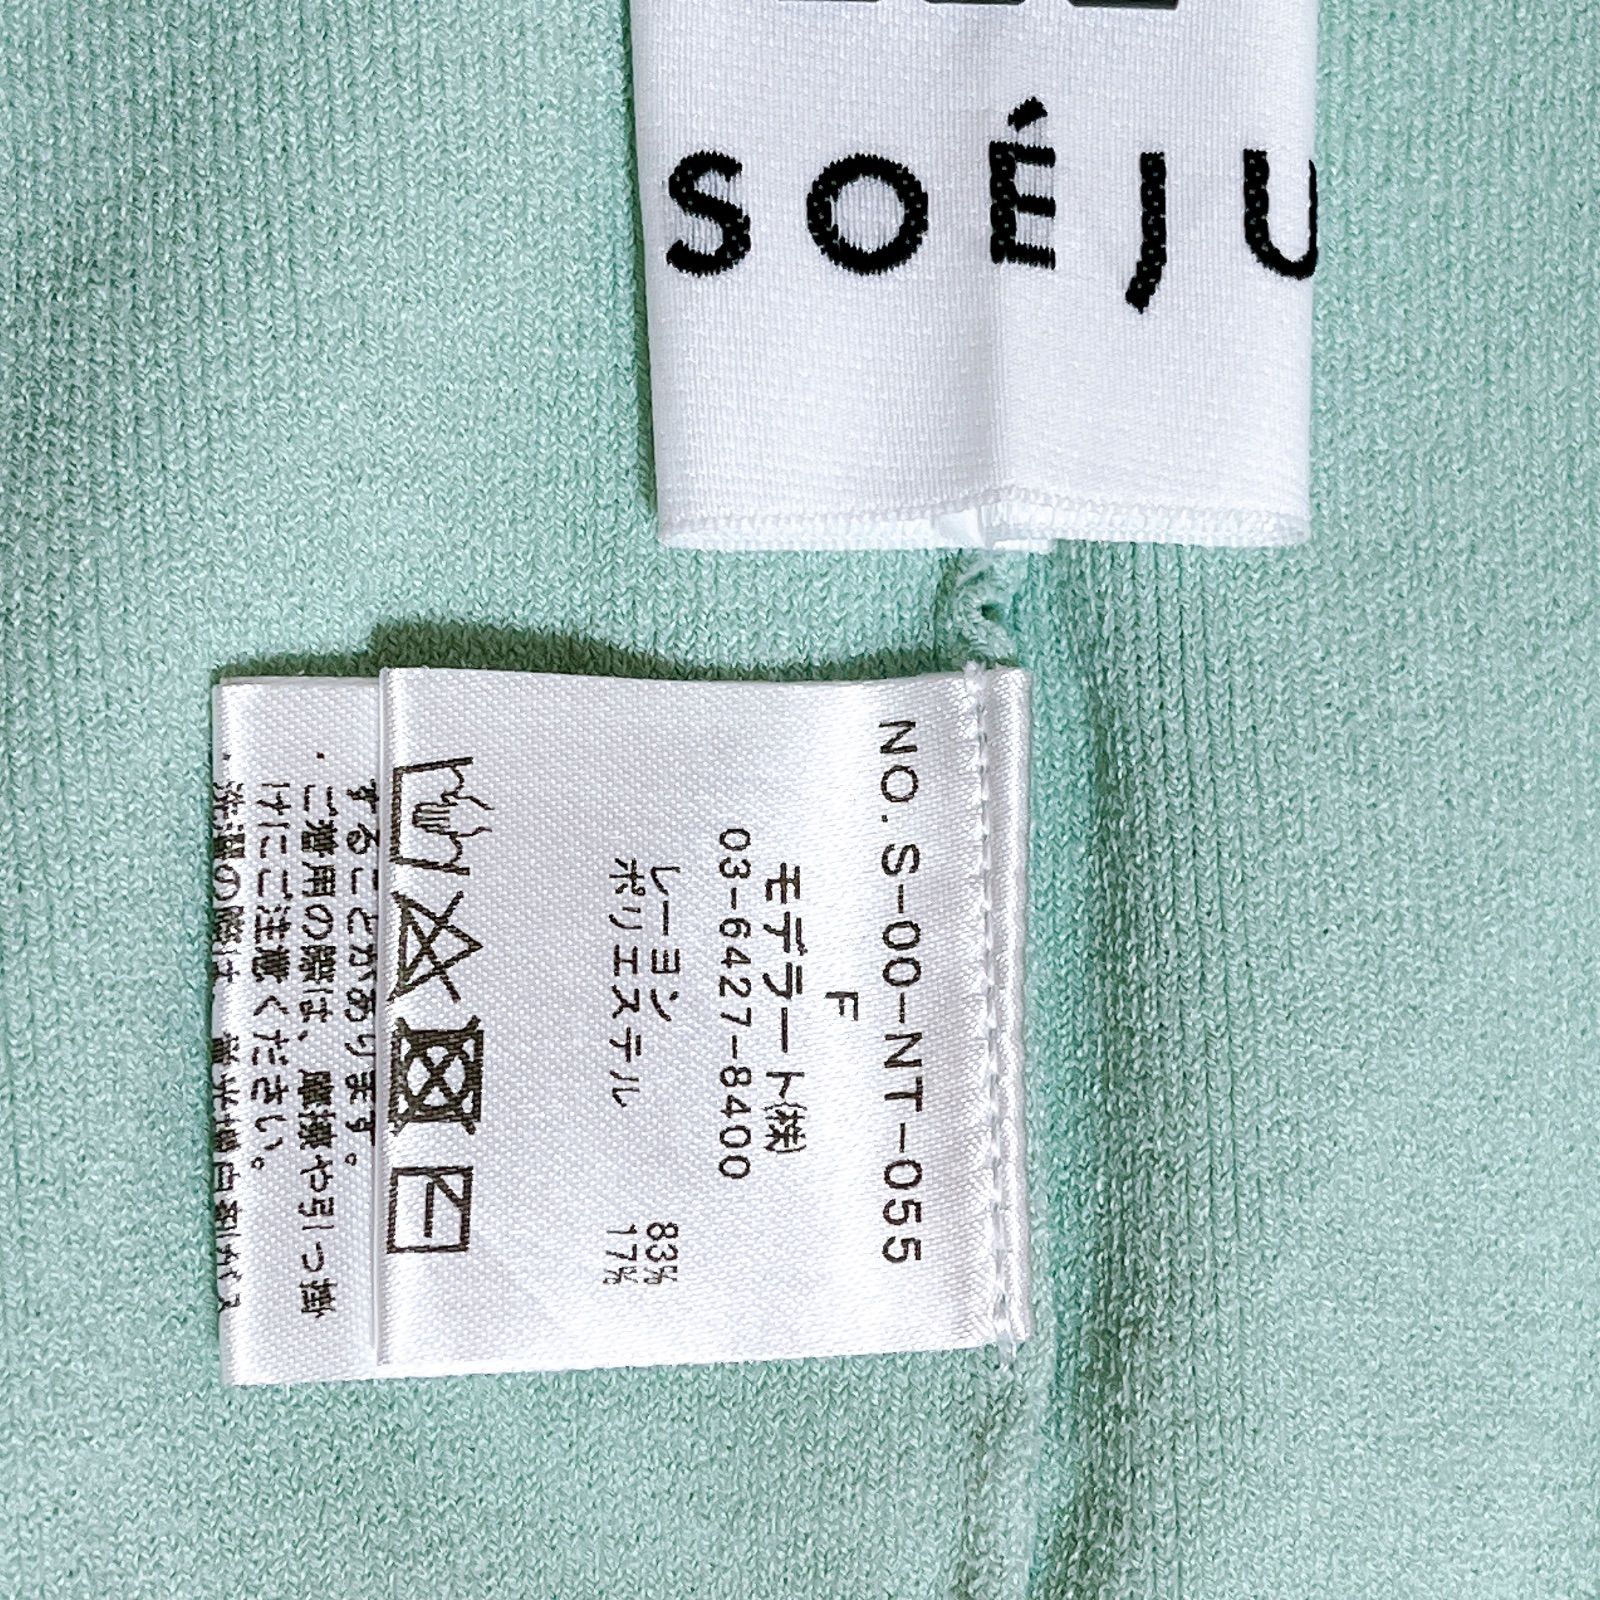 SOÉJU
NO.S-00-NT-055
F
モデラート(株)
03-6427-8400
レーヨン 83%
ポリエステル 17%
することがあります。
・ご着用の際は、摩擦や引っ掛
けにご注意ください。